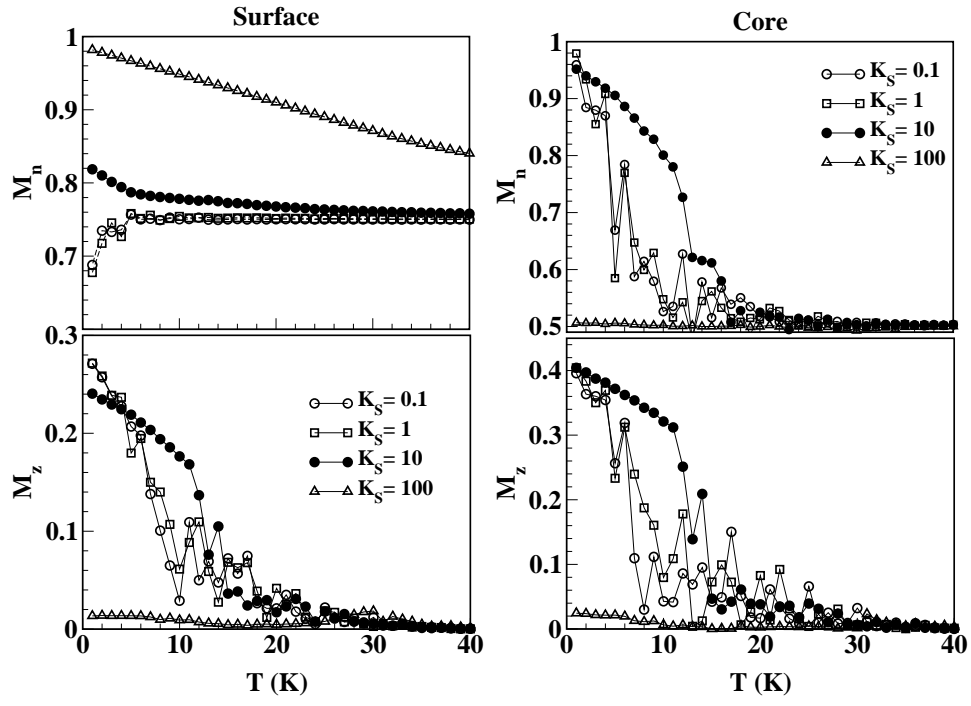 Surface
Core
1
0.9
0.8
0.7
0.3
M_n
1
0.9
0.8
0.7
0.6
0.5
M_n
K_S= 0.1
K_S= 1
K_S= 10
K_S= 100
0.3
0.2
0.1
0
M_z
K_S= 0.1
K_S= 1
K_S= 10
K_S= 100
0 10 20 30 40
T (K)
0.4
0.3
0.2
0.1
0
M_z
0 10 20 30 40
T (K)